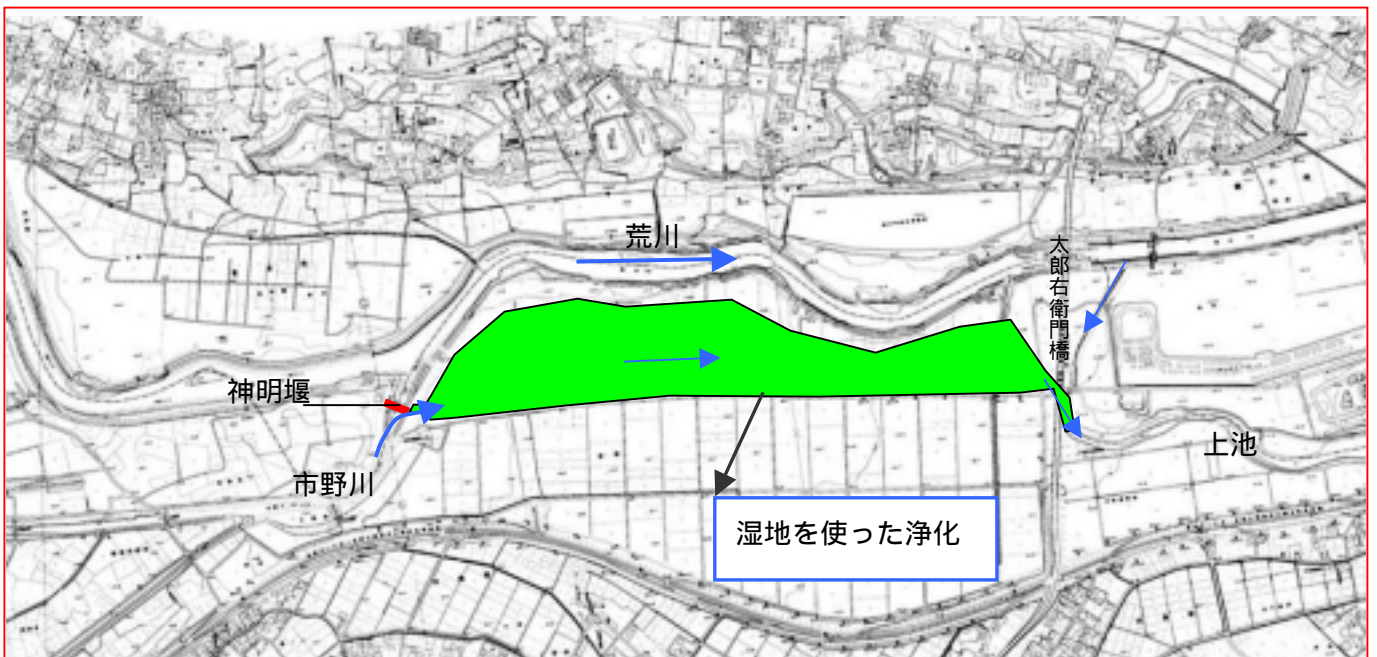 荒川
太郎右衛門橋
神明堰
上池
市野川
湿地を使った浄化